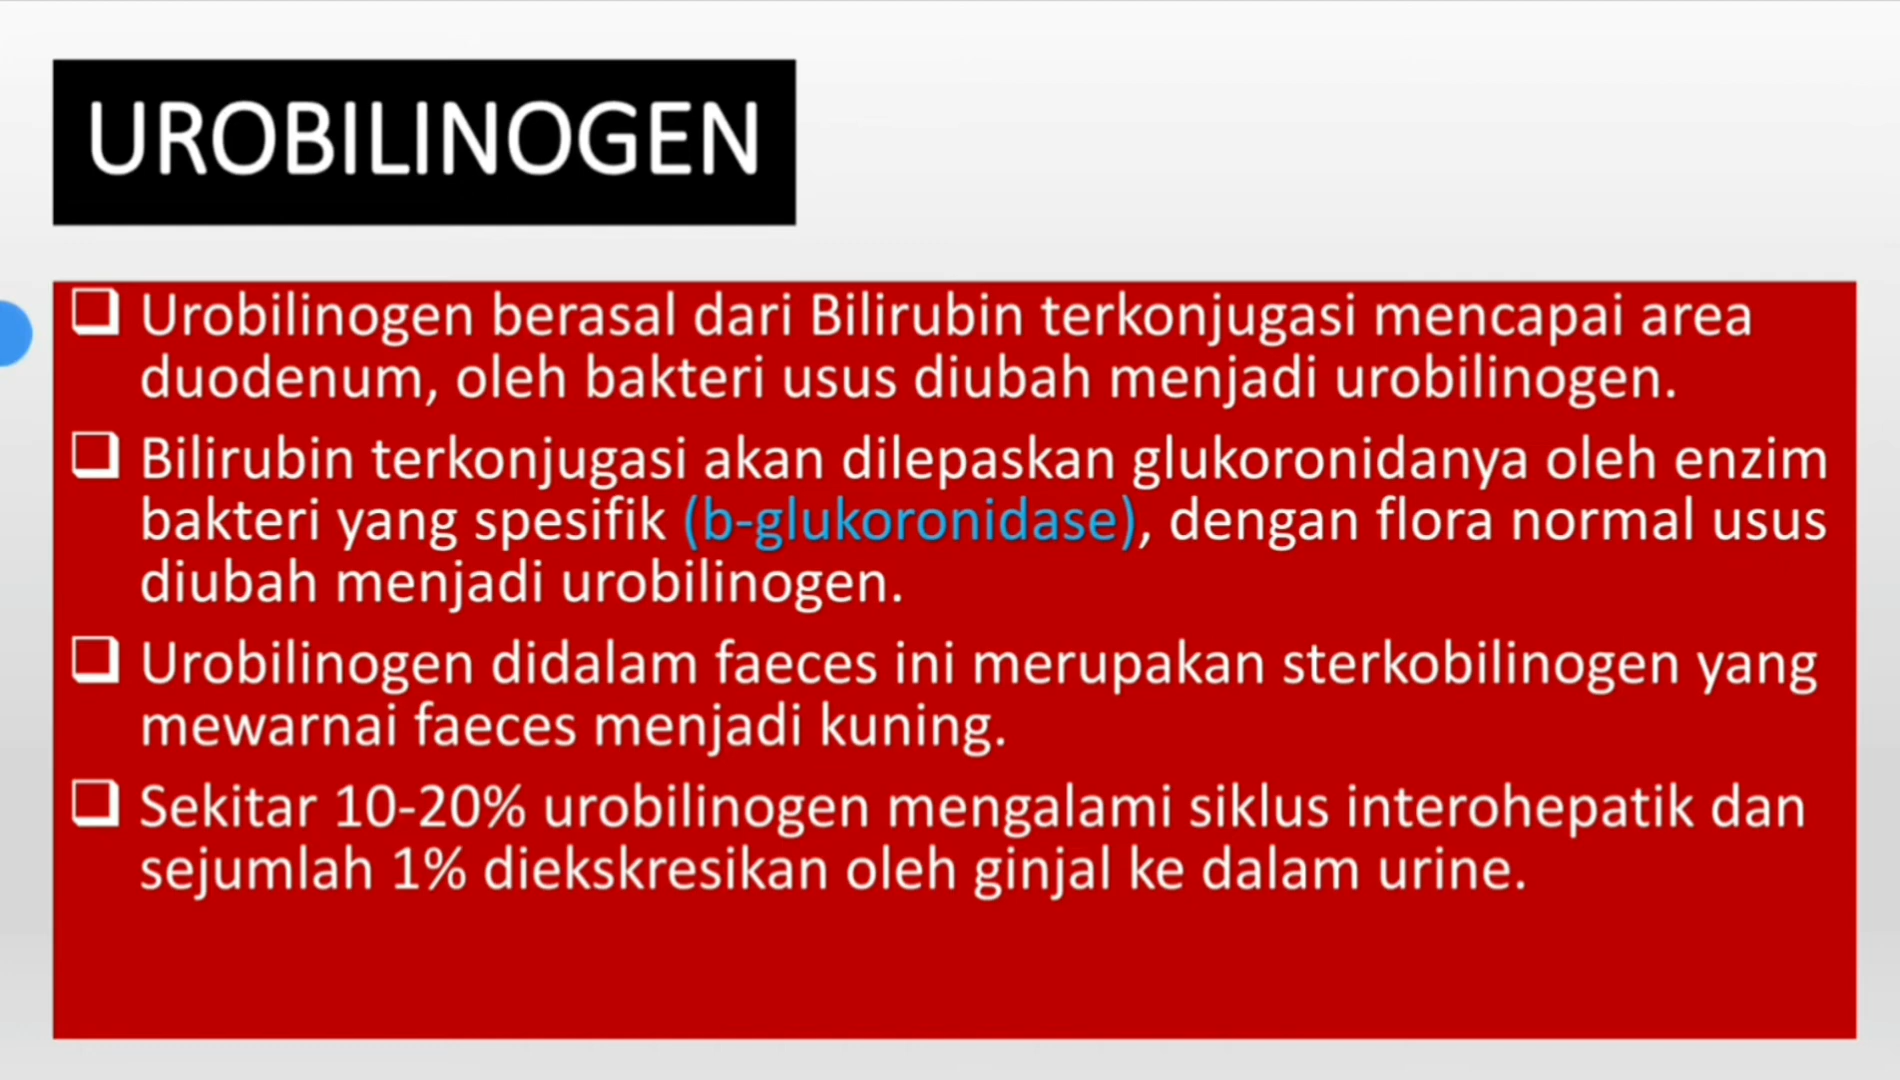 UROBILINOGEN
Urobilinogen berasal dari Bilirubin terkonjugasi mencapai area
duodenum, oleh bakteri usus diubah menjadi urobilinogen.
Bilirubin terkonjugasi akan dilepaskan glukoronidanya oleh enzim
bakteri yang spesifik (b-glukoronidase), dengan flora normal usus
diubah menjadi urobilinogen.
Urobilinogen didalam faeces ini merupakan sterkobilinogen yang
mewarnai faeces menjadi kuning.
Sekitar 10-20% urobilinogen mengalami siklus interohepatik dan
sejumlah 1% diekskresikan oleh ginjal ke dalam urine.